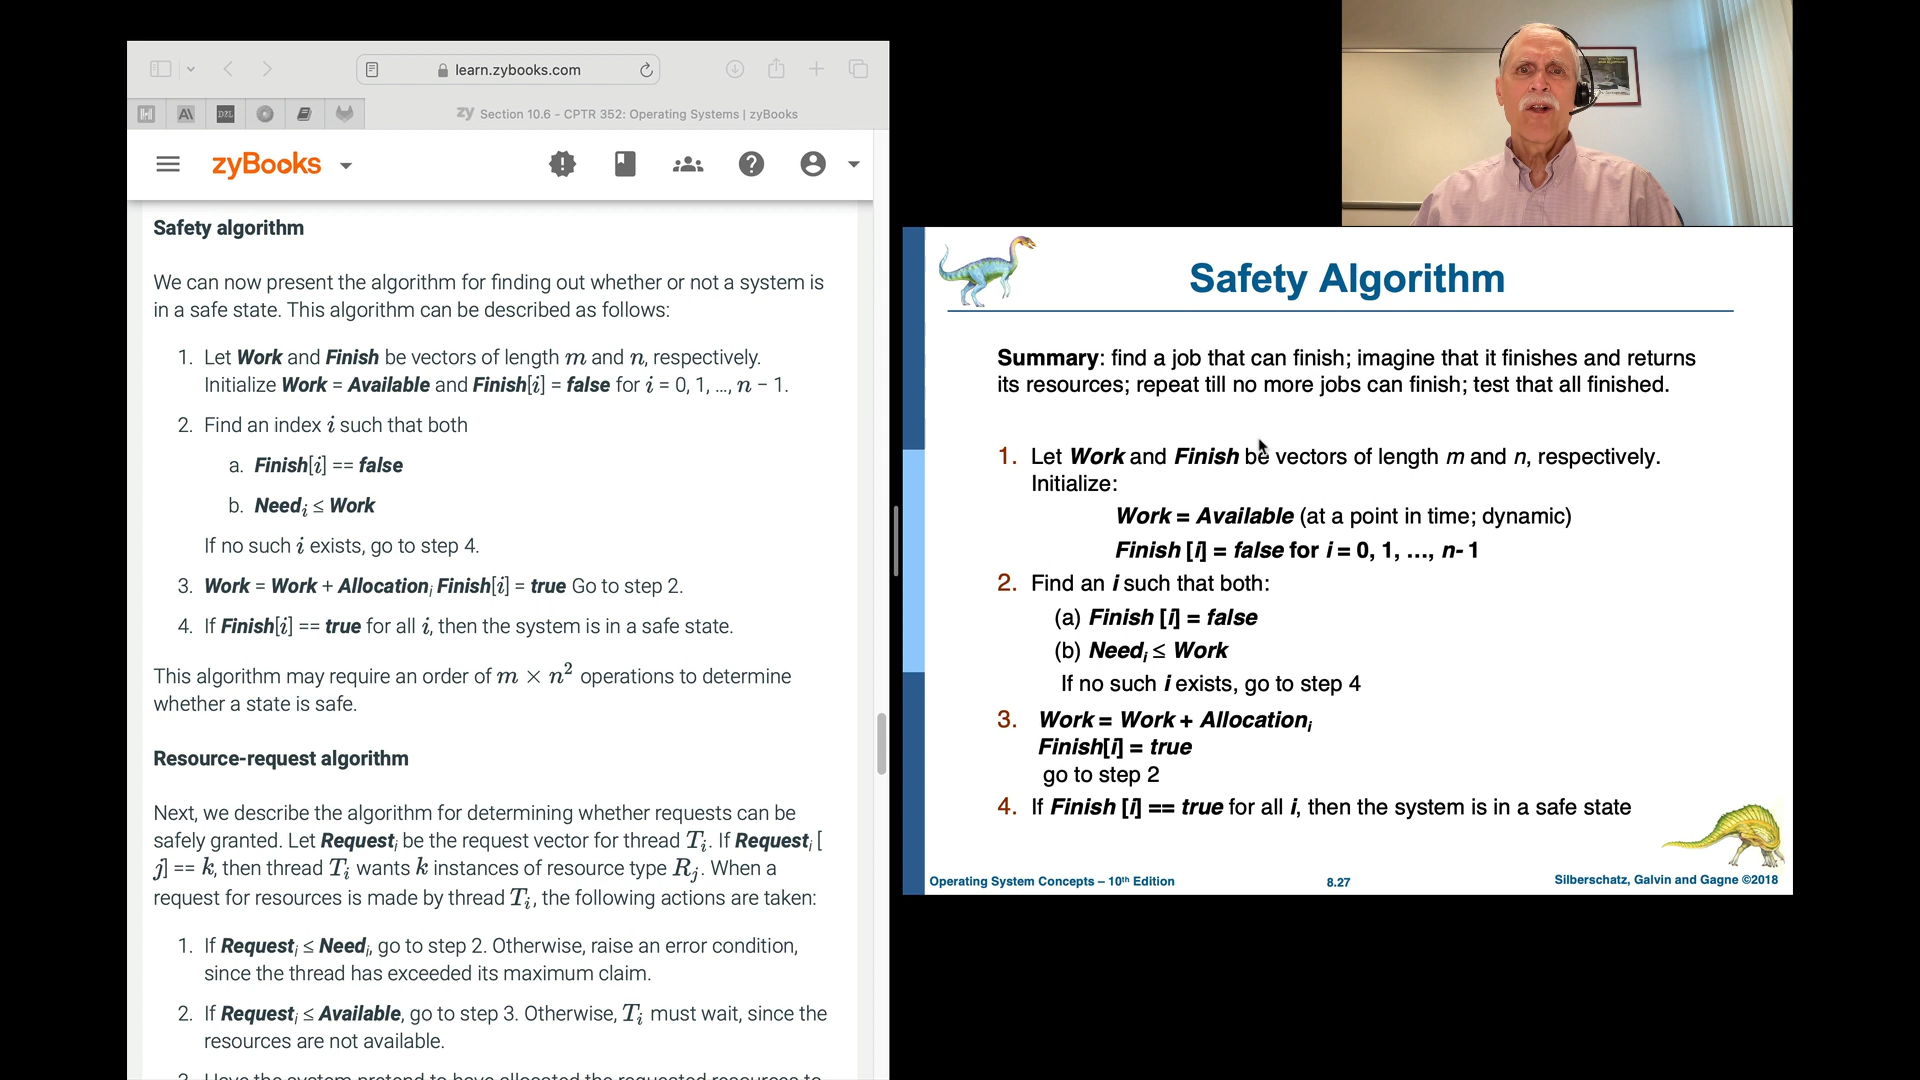 learn.zybooks.com
zy Section 10.6 - CPTR 352: Operating Systems | zyBooks
zyBooks
Safety algorithm
We can now present the algorithm for finding out whether or not a system is
in a safe state. This algorithm can be described as follows:
1. Let Work and Finish be vectors of length m and n, respectively.
Initialize Work = Available and Finish[i] = false for i = 0, 1, ..., n − 1.
2. Find an index i such that both
a. Finish[i] == false
b. Needi ≤ Work
If no such i exists, go to step 4.
3. Work = Work + Allocationi Finish[i] = true Go to step 2.
4. If Finish[i] == true for all i, then the system is in a safe state.
This algorithm may require an order of m × n² operations to determine
whether a state is safe.
Resource-request algorithm
Next, we describe the algorithm for determining whether requests can be
safely granted. Let Requesti be the request vector for thread Ti. If Requesti [
j] == k, then thread Ti wants k instances of resource type Rj. When a
request for resources is made by thread Ti, the following actions are taken:
1. If Requesti ≤ Needi, go to step 2. Otherwise, raise an error condition,
since the thread has exceeded its maximum claim.
2. If Requesti ≤ Available, go to step 3. Otherwise, Ti must wait, since the
resources are not available.
Have the system pretend to have allocated the requested resources to
Safety Algorithm
Summary: find a job that can finish; imagine that it finishes and returns
its resources; repeat till no more jobs can finish; test that all finished.
1. Let Work and Finish be vectors of length m and n, respectively.
Initialize:
Work = Available (at a point in time; dynamic)
Finish [i] = false for i = 0, 1, …, n- 1
2. Find an i such that both:
(a) Finish [i] = false
(b) Needi ≤ Work
If no such i exists, go to step 4
3. Work = Work + Allocationi
Finish[i] = true
go to step 2
4. If Finish [i] == true for all i, then the system is in a safe state
Operating System Concepts – 10th Edition
8.27
Silberschatz, Galvin and Gagne ©2018